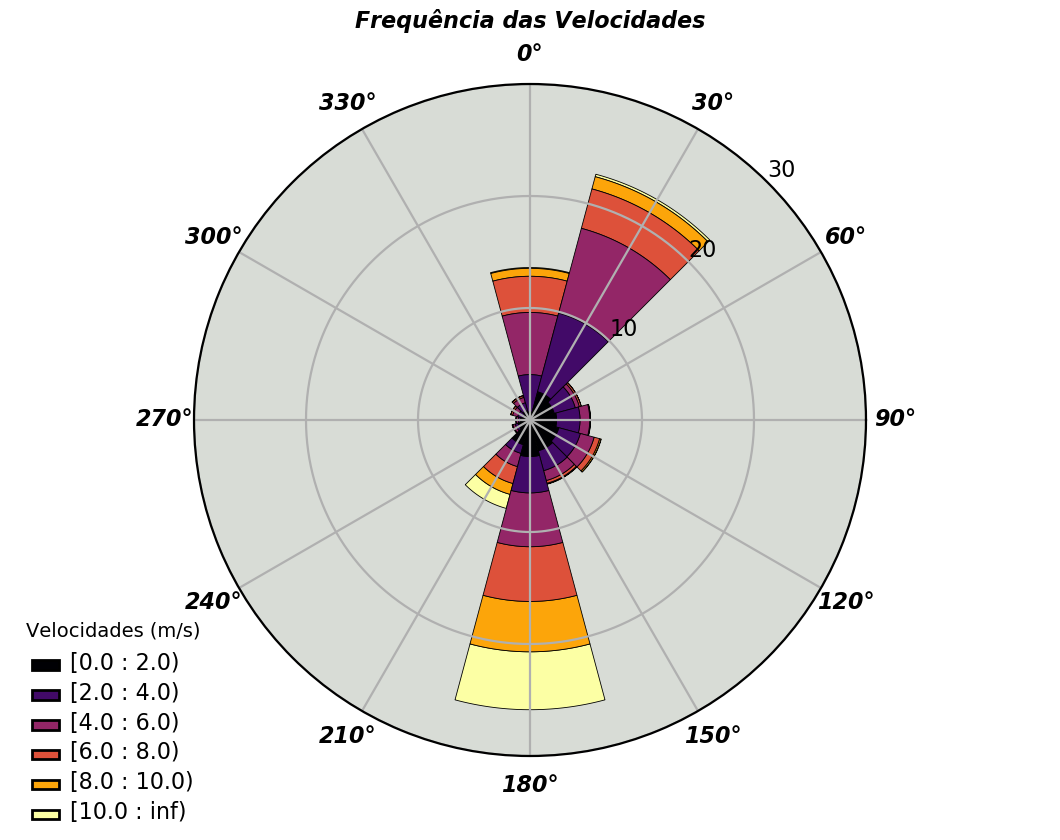 Frequência das Velocidades
0°
330°
30°
30
300°
60°
20
10
270°
90°
240°
120°
210°
150°
180°
Velocidades (m/s)
[0.0 : 2.0)
[2.0 : 4.0)
[4.0 : 6.0)
[6.0 : 8.0)
[8.0 : 10.0)
[10.0 : inf)